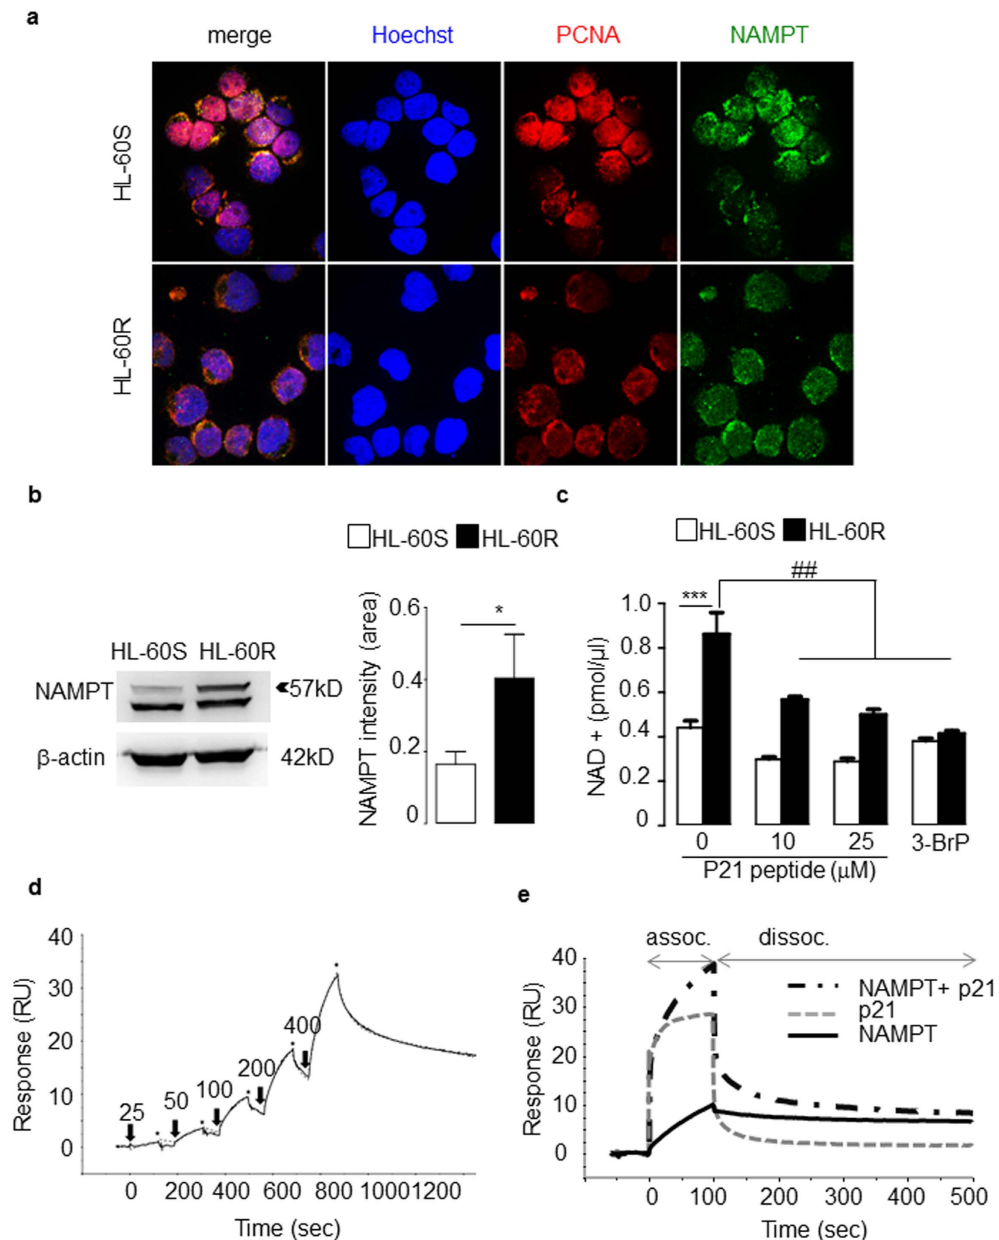 a
merge Hoechst PCNA NAMPT
HL-60S
HL-60R
b
HL-60S HL-60R
HL-60S HL-60R
NAMPT 57kD
β-actin 42kD
NAMPT intensity (area)
0.6
0.4
0.2
0
*
c
HL-60S HL-60R
##
***
NAD + (pmol/µl)
1.0
0.8
0.6
0.4
0.2
0
0 10 25 3-BrP
P21 peptide (µM)
d
Response (RU)
40
30
20
10
0
25 50 100 200 400
0 200 400 600 800 1000 1200
Time (sec)
e
assoc. dissoc.
Response (RU)
40
30
20
10
0
NAMPT+ p21
p21
NAMPT
0 100 200 300 400 500
Time (sec)